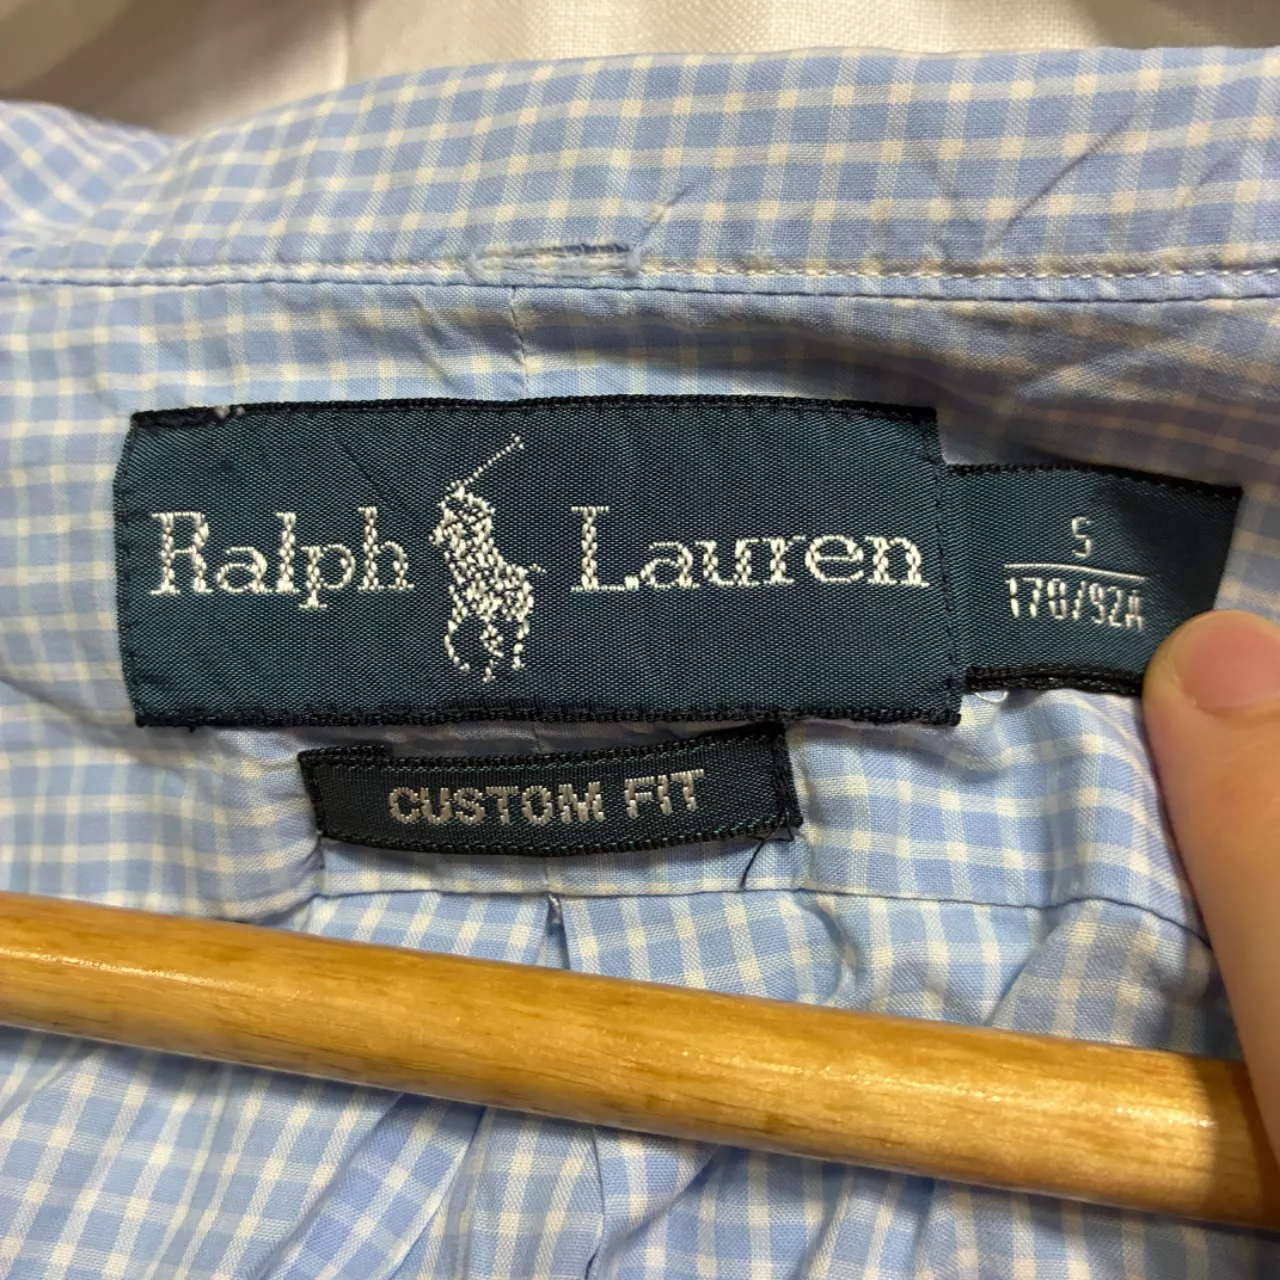 Ralph Lauren
S
170/92A
CUSTOM FIT